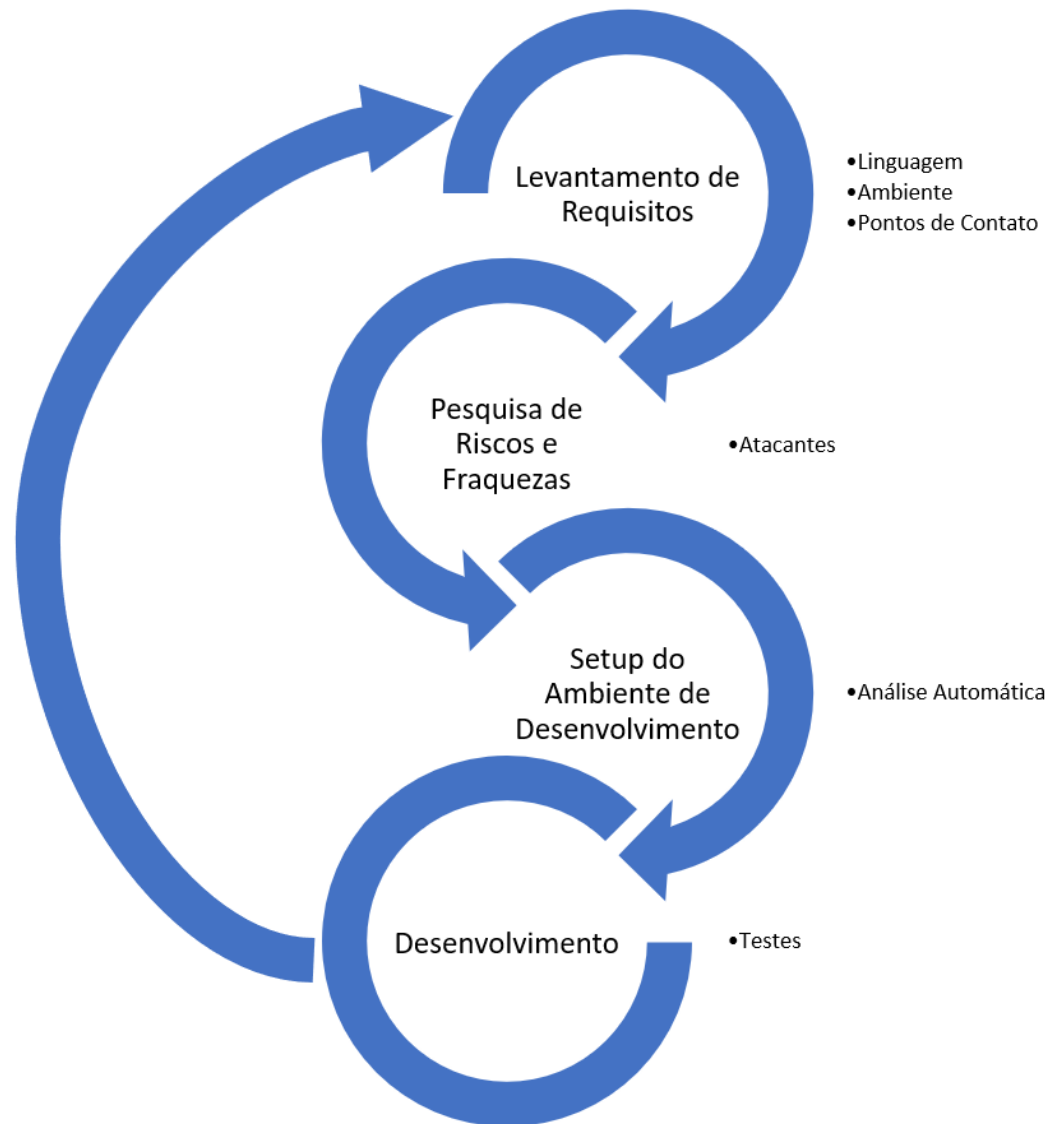 Levantamento de
Requisitos
•Linguagem
•Ambiente
•Pontos de Contato
Pesquisa de
Riscos e
Fraquezas
•Atacantes
Setup do
Ambiente de
Desenvolvimento
•Análise Automática
Desenvolvimento
•Testes